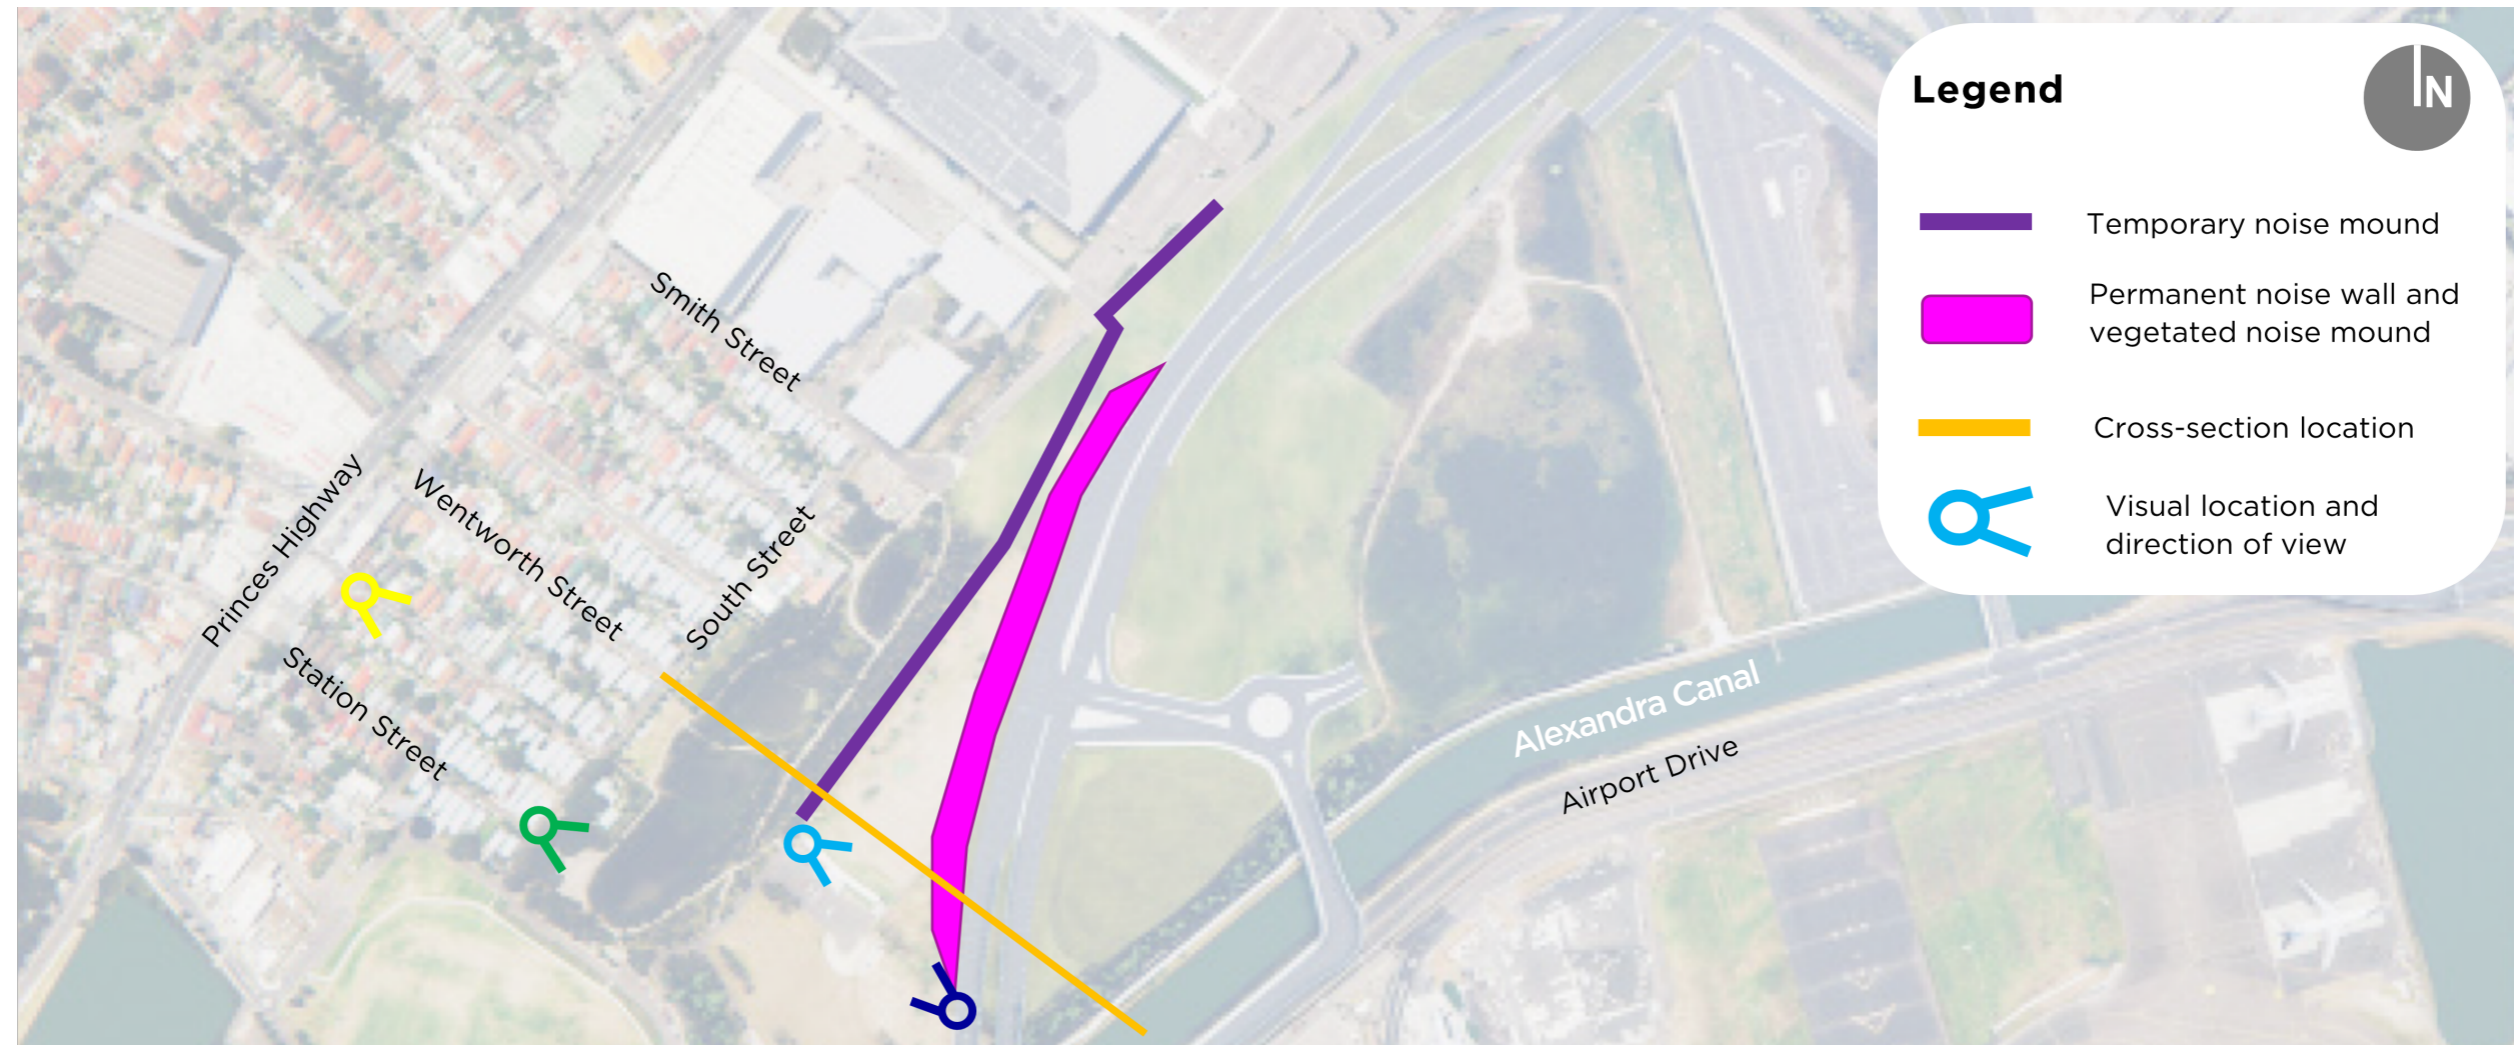 Legend
N
Temporary noise mound
Permanent noise wall and
vegetated noise mound
Cross-section location
Visual location and
direction of view
Smith Street
Princes Highway
Wentworth Street
South Street
Station Street
Alexandra Canal
Airport Drive